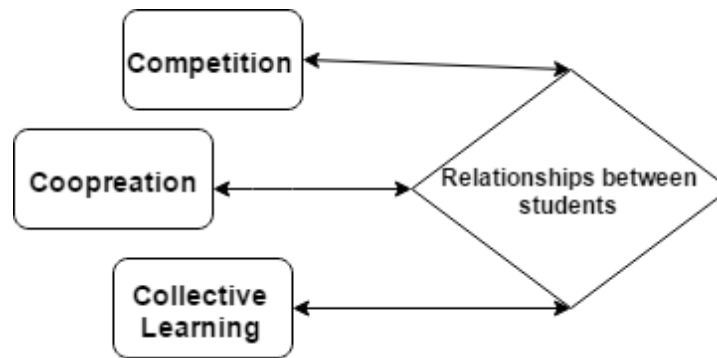 Competition
Coopreation
Relationships between
students
Collective
Learning